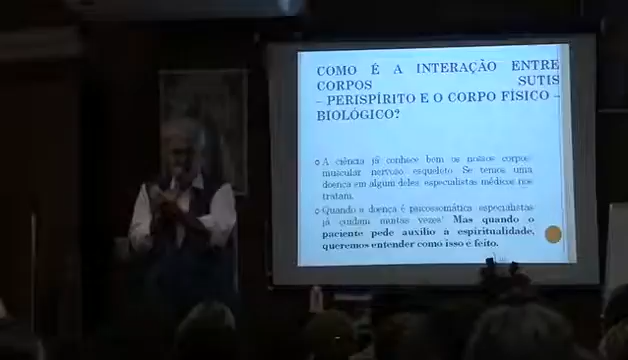 COMO É A INTERAÇÃO ENTRE
CORPOS SUTIS
– PERISPÍRITO E O CORPO FÍSICO –
BIOLÓGICO?
A ciência já conhece bem os nossos corpos
muscular nervoso esqueleto. Se temos uma
doença em algum deles especialistas médicos nos
tratam.
Quando a doença é psicossomática especialistas
já cuidam muitas vezes! Mas quando o
paciente pede auxílio à espiritualidade,
queremos entender como isso é feito.